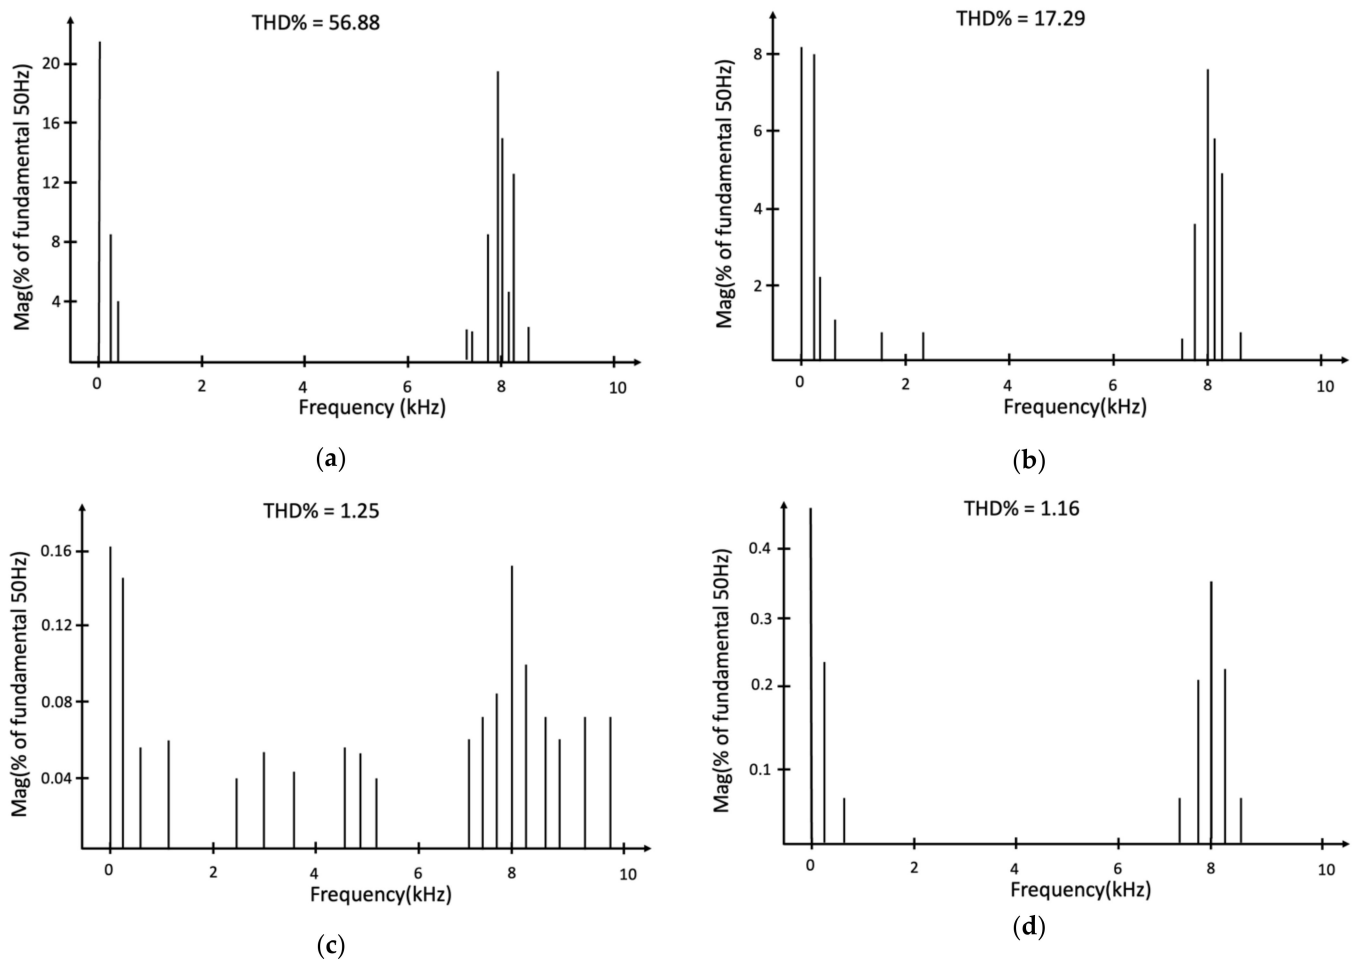 THD% = 56.88
20
16
12
8
4
Mag(% of fundamental 50Hz)
0 2 4 6 8 10
Frequency (kHz)
(a)
THD% = 17.29
8
6
4
2
Mag(% of fundamental 50Hz)
0 2 4 6 8 10
Frequency(kHz)
(b)
THD% = 1.25
0.16
0.12
0.08
0.04
Mag(% of fundamental 50Hz)
0 2 4 6 8 10
Frequency(kHz)
(c)
THD% = 1.16
0.4
0.3
0.2
0.1
Mag(% of fundamental 50Hz)
0 2 4 6 8 10
Frequency(kHz)
(d)